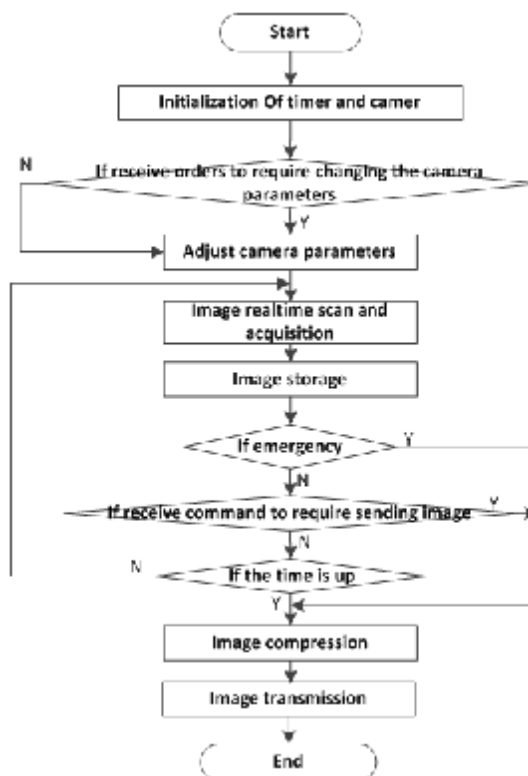 Start
Initialization Of timer and camer
N
If receive orders to require changing the camera
parameters
Y
Adjust camera parameters
Image realtime scan and
acquisition
Image storage
If emergency
Y
N
If receive command to require sending image
Y
N
N
If the time is up
Y
Image compression
Image transmission
End